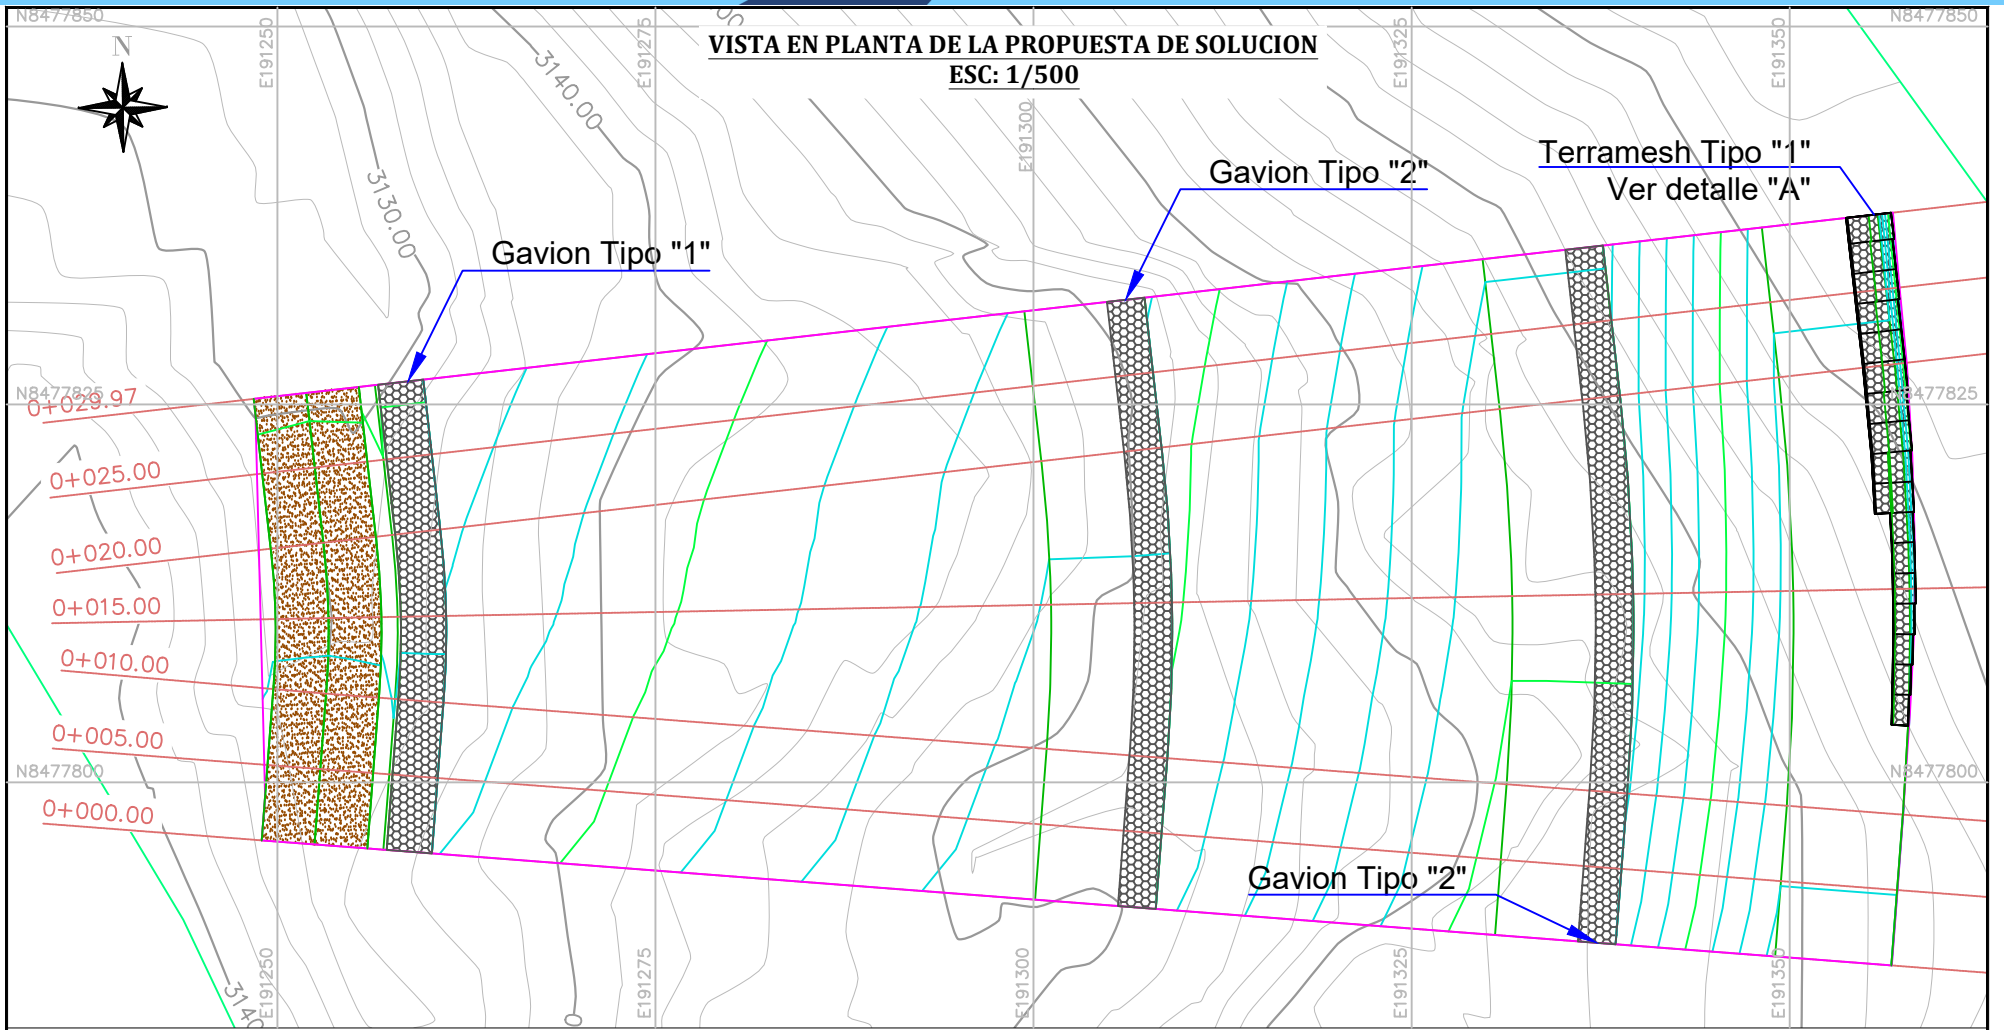 N8477850
N8477850
E191250
E191275
E191325
E191350
VISTA EN PLANTA DE LA PROPUESTA DE SOLUCION
ESC: 1/500
N
3140.00
E191300
Terramesh Tipo "1"
Ver detalle "A"
Gavion Tipo "2"
3130.00
Gavion Tipo "1"
N8477825
N8477825
0+029.97
0+025.00
0+020.00
0+015.00
0+010.00
0+005.00
0+000.00
N8477800
N8477800
Gavion Tipo "2"
E191250
E191275
E191300
E191325
E191350